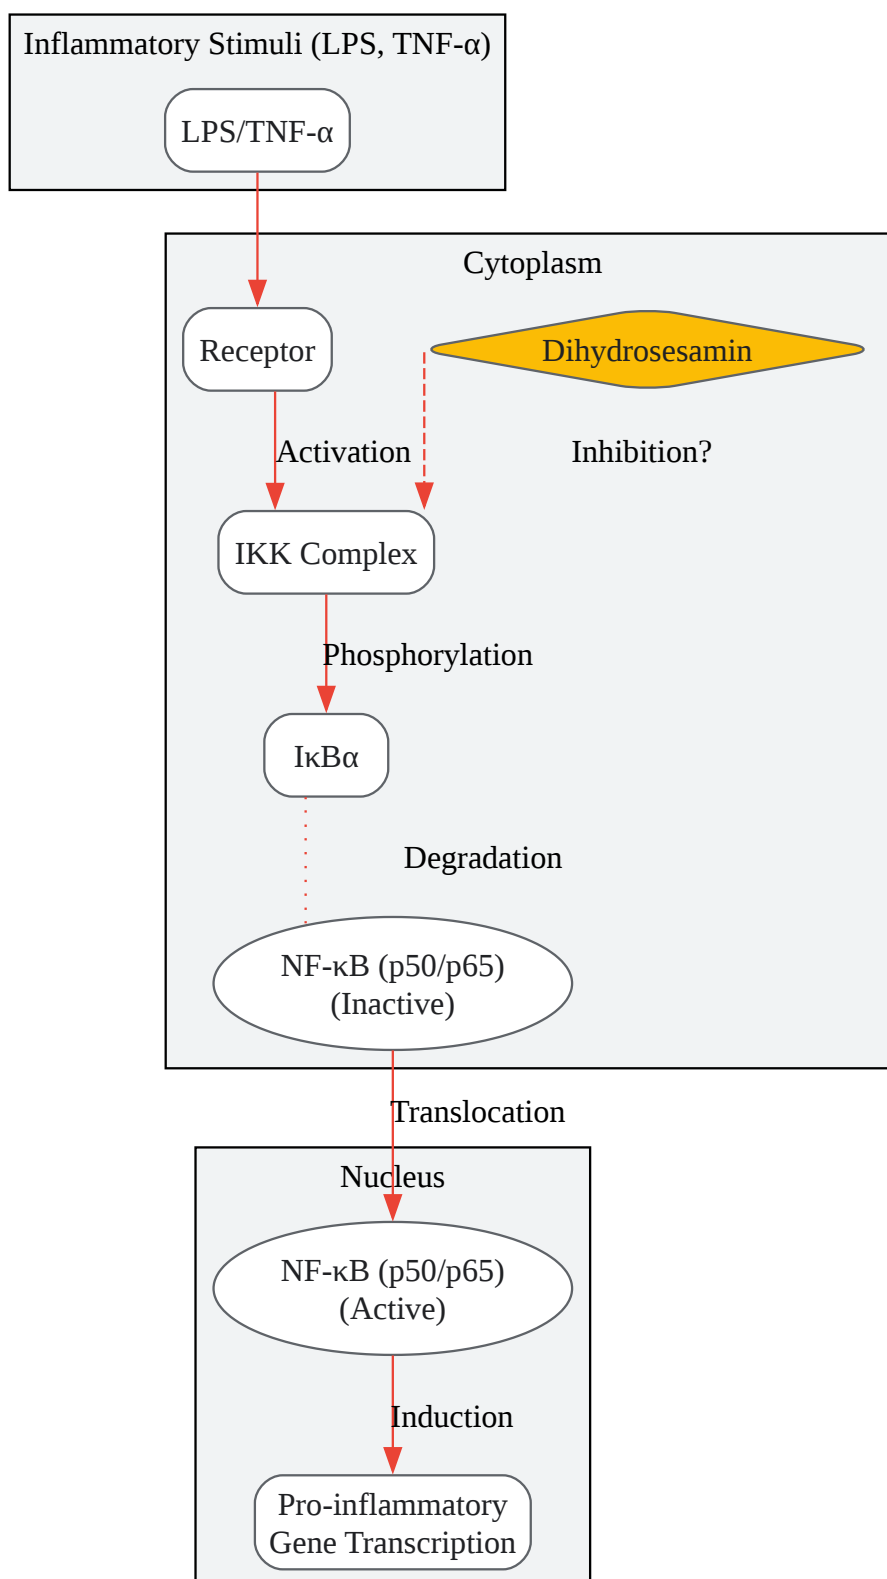 Inflammatory Stimuli (LPS, TNF-α)
LPS/TNF-α
Cytoplasm
Receptor
Dihydrosesamin
Activation
Inhibition?
IKK Complex
Phosphorylation
IκBα
Degradation
NF-κB (p50/p65)
(Inactive)
Translocation
Nucleus
NF-κB (p50/p65)
(Active)
Induction
Pro-inflammatory
Gene Transcription